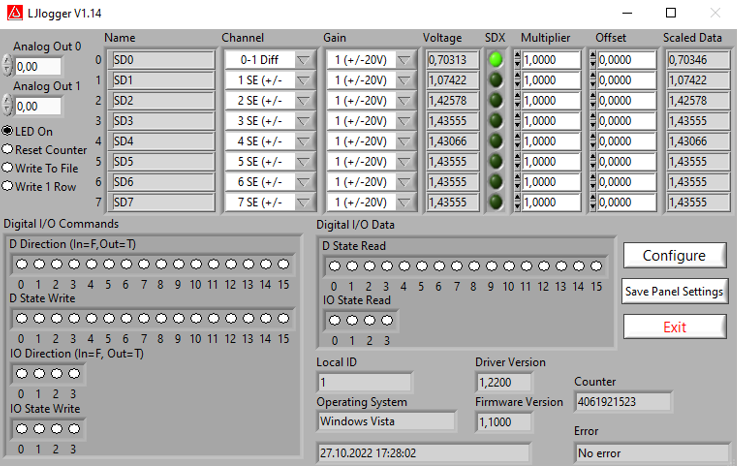 LJlogger V1.14
Analog Out 0
0,00
Analog Out 1
0,00
LED On
Reset Counter
Write To File
Write 1 Row
Name Channel Gain Voltage SDX Multiplier Offset Scaled Data
0 SD0 0-1 Diff 1 (+/-20V) 0,70313 1,0000 0,0000 0,70346
1 SD1 1 SE (+/- 1 (+/-20V) 1,07422 1,0000 0,0000 1,07422
2 SD2 2 SE (+/- 1 (+/-20V) 1,42578 1,0000 0,0000 1,42578
3 SD3 3 SE (+/- 1 (+/-20V) 1,43555 1,0000 0,0000 1,43555
4 SD4 4 SE (+/- 1 (+/-20V) 1,43066 1,0000 0,0000 1,43066
5 SD5 5 SE (+/- 1 (+/-20V) 1,43555 1,0000 0,0000 1,43555
6 SD6 6 SE (+/- 1 (+/-20V) 1,43555 1,0000 0,0000 1,43555
7 SD7 7 SE (+/- 1 (+/-20V) 1,43555 1,0000 0,0000 1,43555
Digital I/O Commands
D Direction (In=F,Out=T)
0 1 2 3 4 5 6 7 8 9 10 11 12 13 14 15
D State Write
0 1 2 3 4 5 6 7 8 9 10 11 12 13 14 15
IO Direction (In=F, Out=T)
0 1 2 3
IO State Write
0 1 2 3
Digital I/O Data
D State Read
0 1 2 3 4 5 6 7 8 9 10 11 12 13 14 15
IO State Read
0 1 2 3
Configure
Save Panel Settings
Exit
Local ID
1
Driver Version
1,2200
Operating System
Windows Vista
Firmware Version
1,1000
Counter
4061921523
27.10.2022 17:28:02
Error
No error